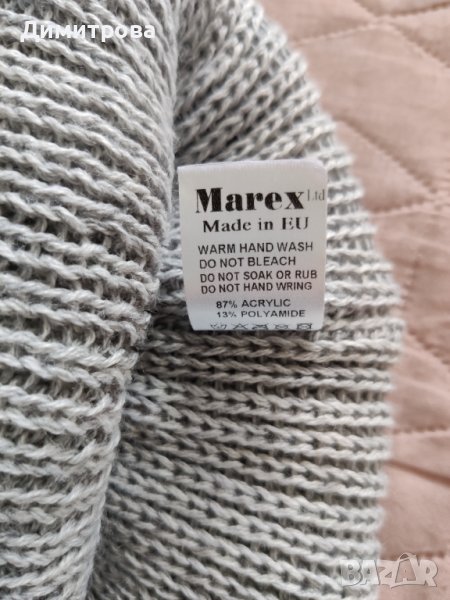 Димитрова
Marex Ltd
Made in EU
WARM HAND WASH
DO NOT BLEACH
DO NOT SOAK OR RUB
DO NOT HAND WRING
87% ACRYLIC
13% POLYAMIDE
BAZAR